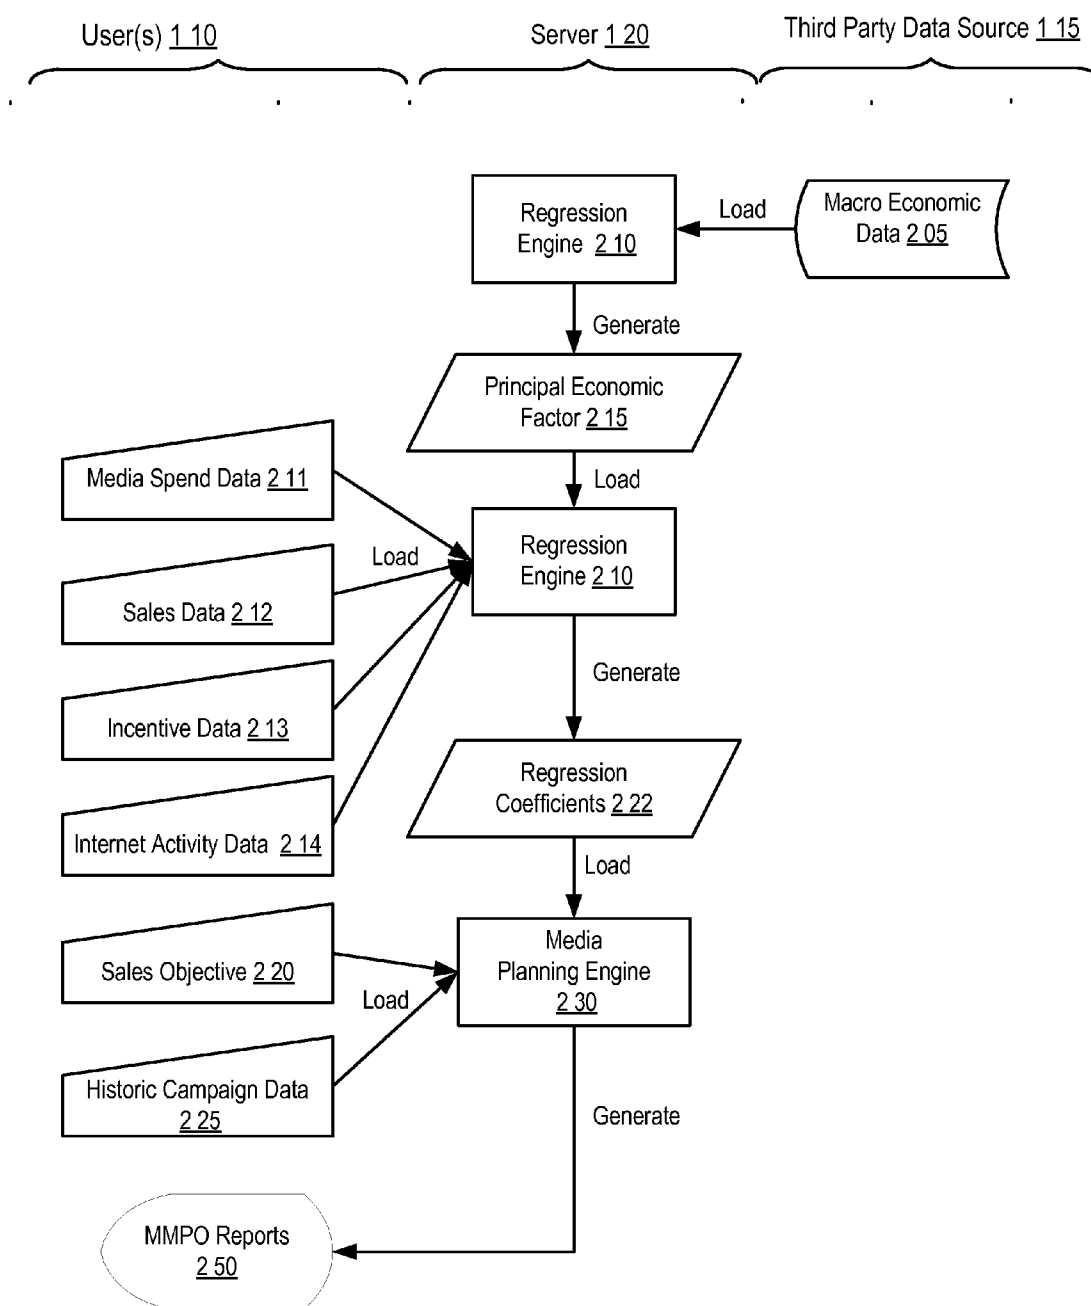 User(s) 1 10
Server 1 20
Third Party Data Source 1 15
Regression
Engine 2 10
Load
Macro Economic
Data 2 05
Generate
Principal Economic
Factor 2 15
Media Spend Data 2 11
Load
Load
Regression
Engine 2 10
Sales Data 2 12
Generate
Incentive Data 2 13
Regression
Coefficients 2 22
Internet Activity Data 2 14
Load
Sales Objective 2 20
Load
Media
Planning Engine
2 30
Historic Campaign Data
2 25
Generate
MMPO Reports
2 50